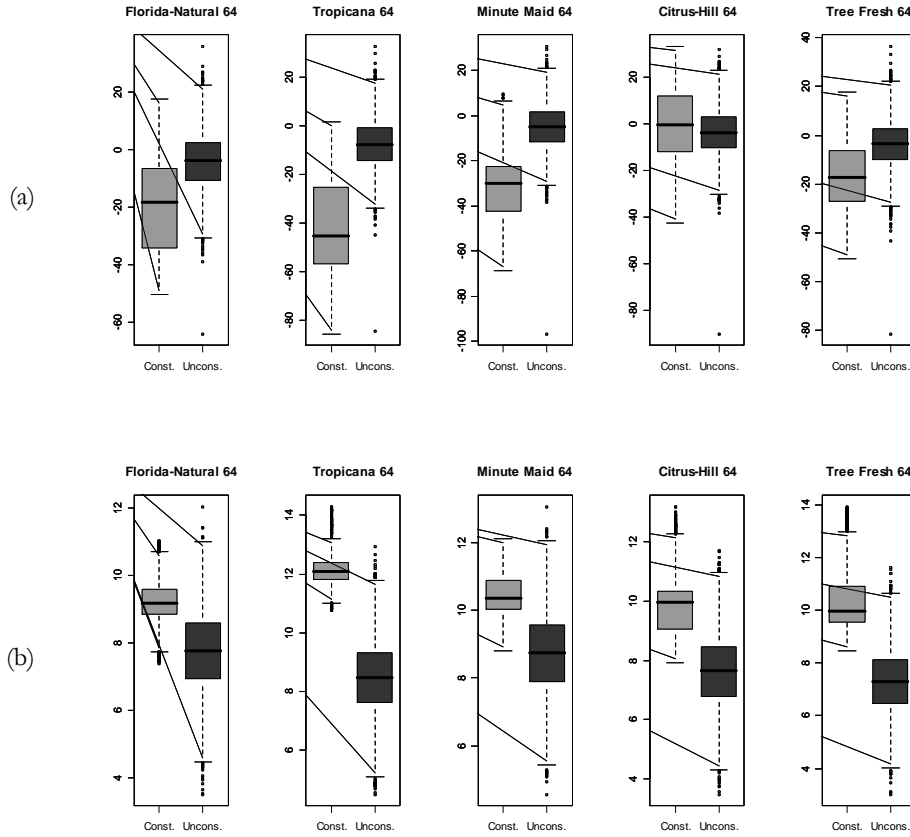 Florida-Natural 64 Tropicana 64 Minute Maid 64 Citrus-Hill 64 Tree Fresh 64
(a)
20 0 -20 -40 -60
20 0 -20 -40 -60 -80
20 0 -20 -40 -60 -80 -100
20 0 -20 -40 -60 -80
40 20 0 -20 -40 -60 -80
Const. Uncons. Const. Uncons. Const. Uncons. Const. Uncons. Const. Uncons.
Florida-Natural 64 Tropicana 64 Minute Maid 64 Citrus-Hill 64 Tree Fresh 64
(b)
12 10 8 6 4
14 12 10 8 6
12 10 8 6
12 10 8 6 4
14 12 10 8 6 4
Const. Uncons. Const. Uncons. Const. Uncons. Const. Uncons. Const. Uncons.